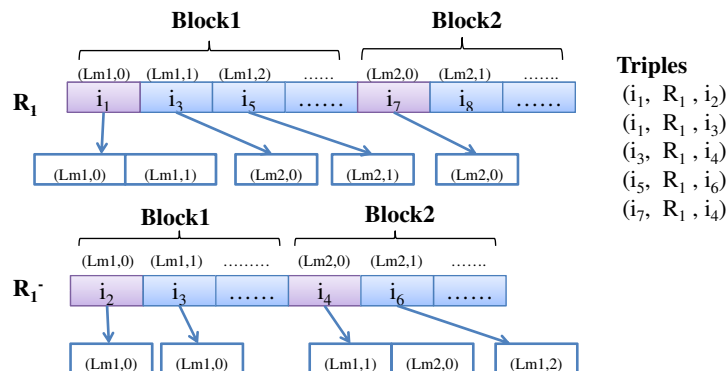 Block1 Block2
(Lm1,0) (Lm1,1) (Lm1,2) ...... (Lm2,0) (Lm2,1) .......
R₁ i₁ i₃ i₅ ...... i₇ i₈ ......
(Lm1,0) (Lm1,1) (Lm2,0) (Lm2,1) (Lm2,0)
Block1 Block2
(Lm1,0) (Lm1,1) ......... (Lm2,0) (Lm2,1) .......
R₁⁻ i₂ i₃ ...... i₄ i₆ ......
(Lm1,0) (Lm1,0) (Lm1,1) (Lm2,0) (Lm1,2)
Triples
(i₁, R₁ , i₂)
(i₁, R₁ , i₃)
(i₃, R₁ , i₄)
(i₅, R₁ , i₆)
(i₇, R₁ , i₄)